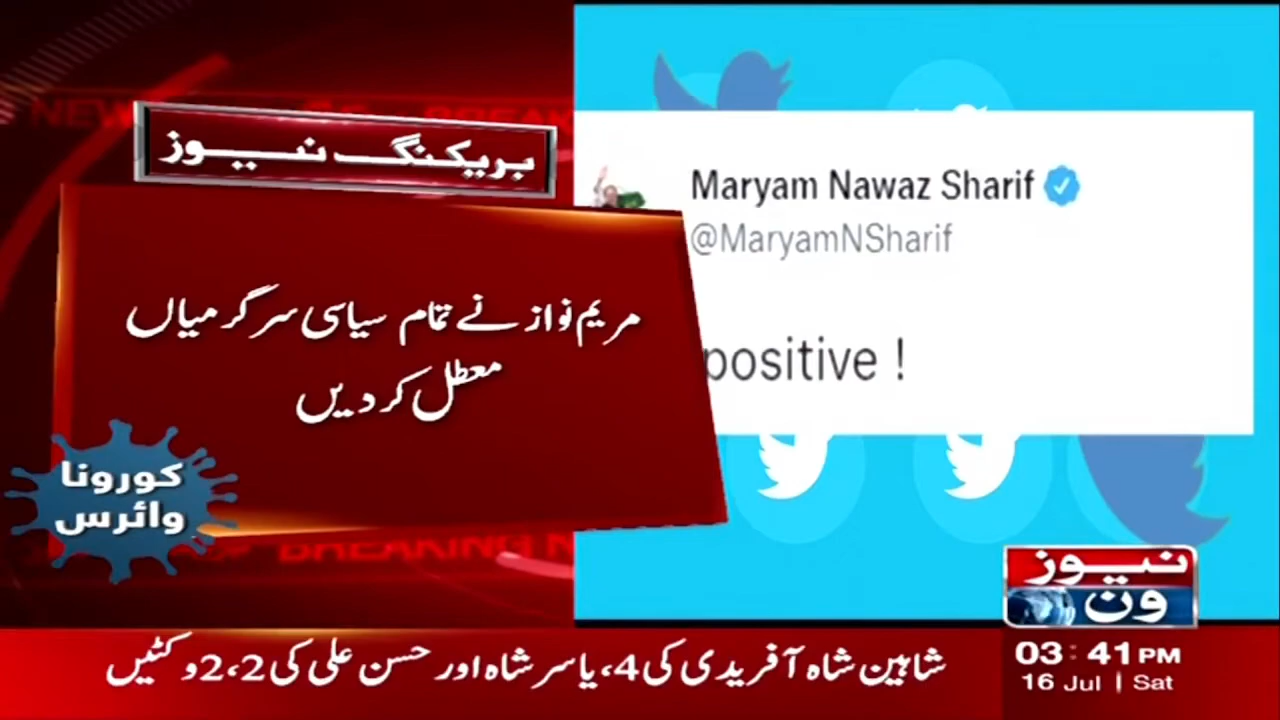 بریکنگ نیوز
Maryam Nawaz Sharif
@MaryamNSharif
positive !
مریم نواز نے تمام سیاسی سرگرمیاں
معطل کر دیں
کورونا
وائرس
BREAKING N
نیوز
ون
شاہین شاہ آفریدی کی 4، یاسر شاہ اور حسن علی کی 2،2 وکٹیں
03:41 PM
16 Jul | Sat